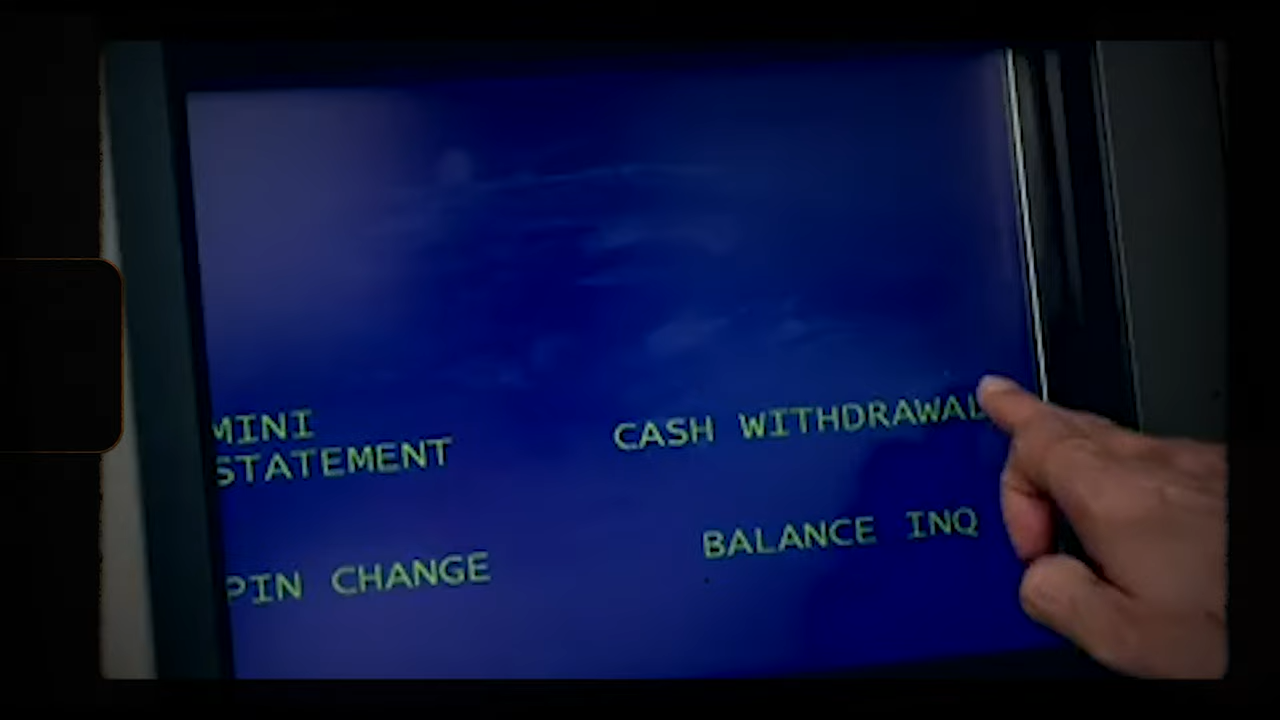 MINI
STATEMENT
CASH WITHDRAWAL
PIN CHANGE
BALANCE INQ